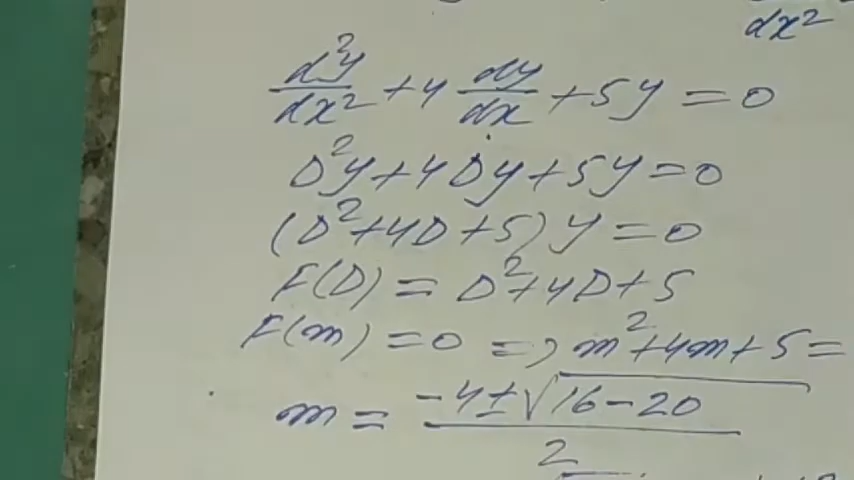 dx²
d²y/dx² + 4 dy/dx + 5y = 0
D²y + 4Dy + 5y = 0
(D² + 4D + 5) y = 0
F(D) = D² + 4D + 5
F(m) = 0 => m² + 4m + 5 =
m = (-4 ± √(16 - 20))/2